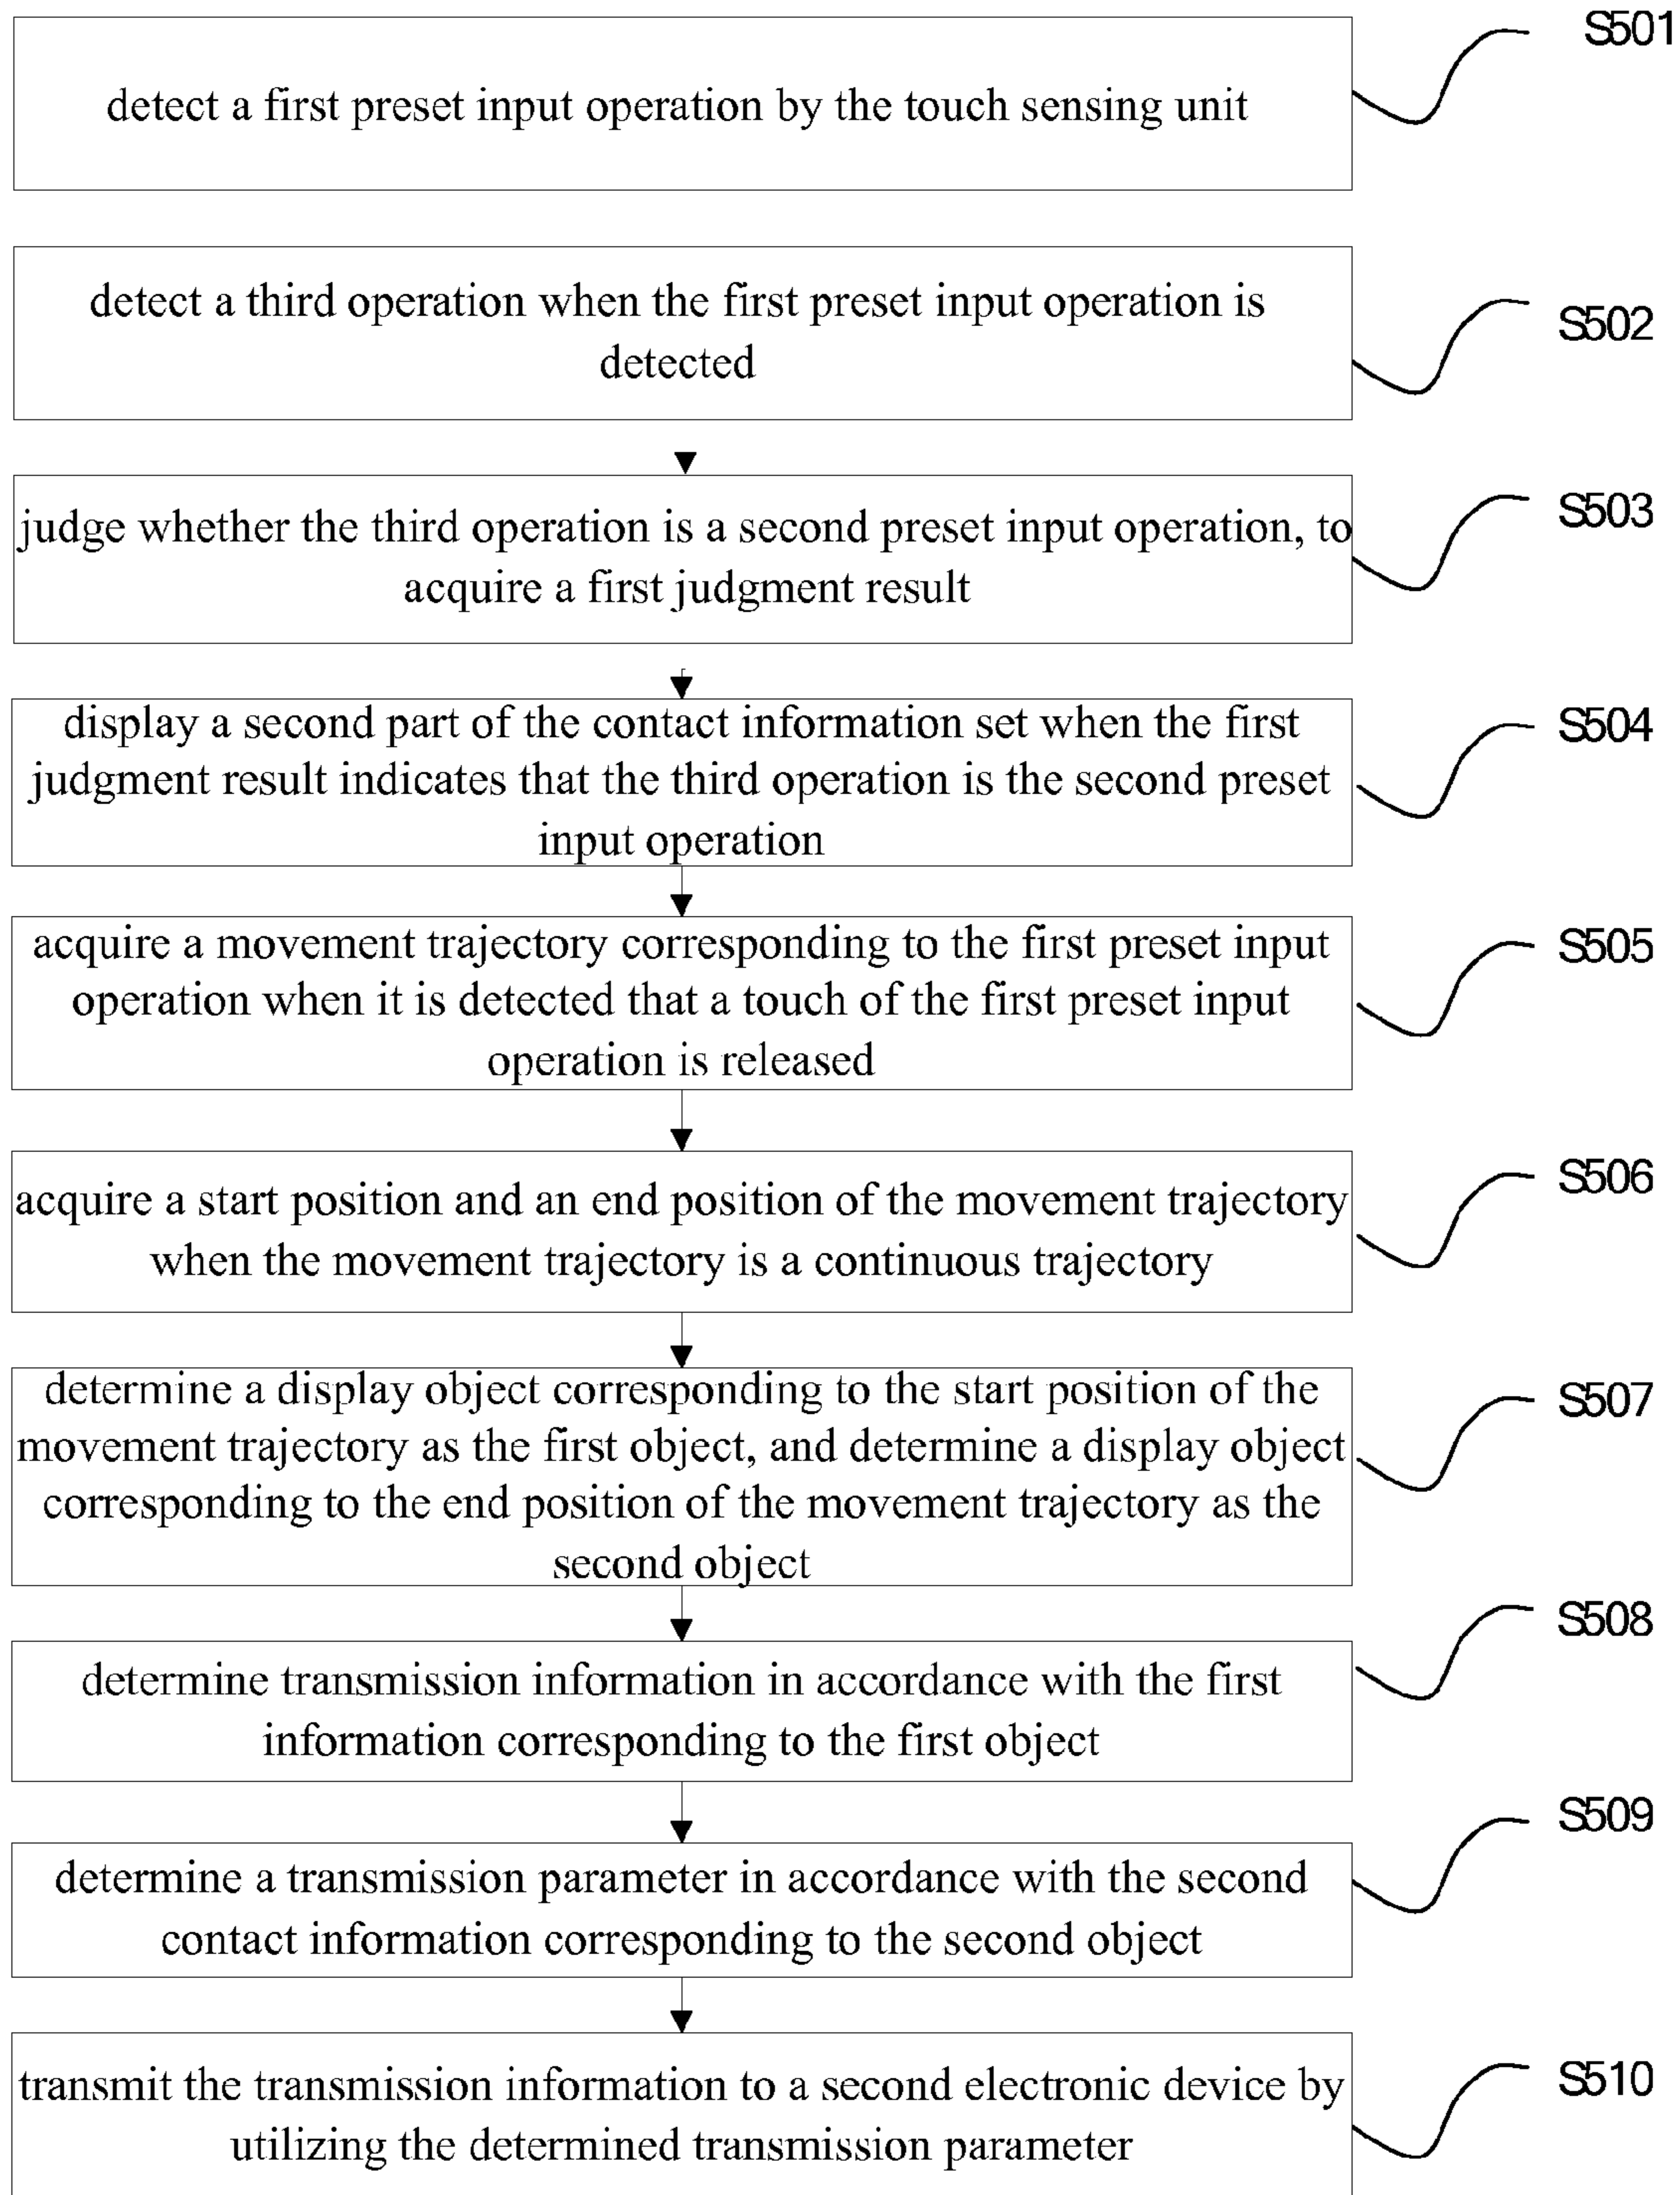 S501
detect a first preset input operation by the touch sensing unit
detect a third operation when the first preset input operation is
detected
S502
judge whether the third operation is a second preset input operation, to
acquire a first judgment result
S503
display a second part of the contact information set when the first
judgment result indicates that the third operation is the second preset
input operation
S504
acquire a movement trajectory corresponding to the first preset input
operation when it is detected that a touch of the first preset input
operation is released
S505
acquire a start position and an end position of the movement trajectory
when the movement trajectory is a continuous trajectory
S506
determine a display object corresponding to the start position of the
movement trajectory as the first object, and determine a display object
corresponding to the end position of the movement trajectory as the
second object
S507
determine transmission information in accordance with the first
information corresponding to the first object
S508
determine a transmission parameter in accordance with the second
contact information corresponding to the second object
S509
transmit the transmission information to a second electronic device by
utilizing the determined transmission parameter
S510